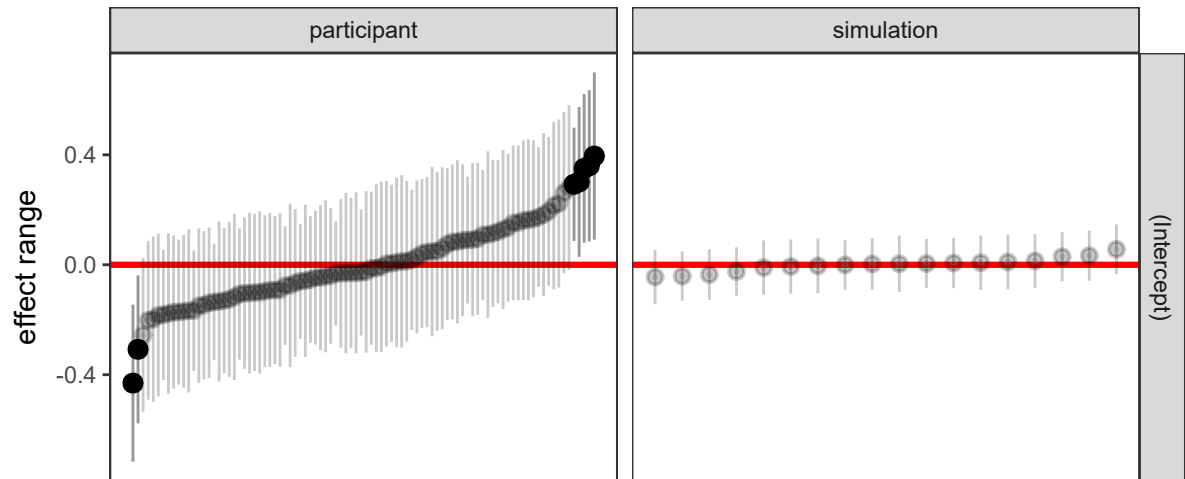 participant
simulation
0.4
0.0
-0.4
effect range
(Intercept)